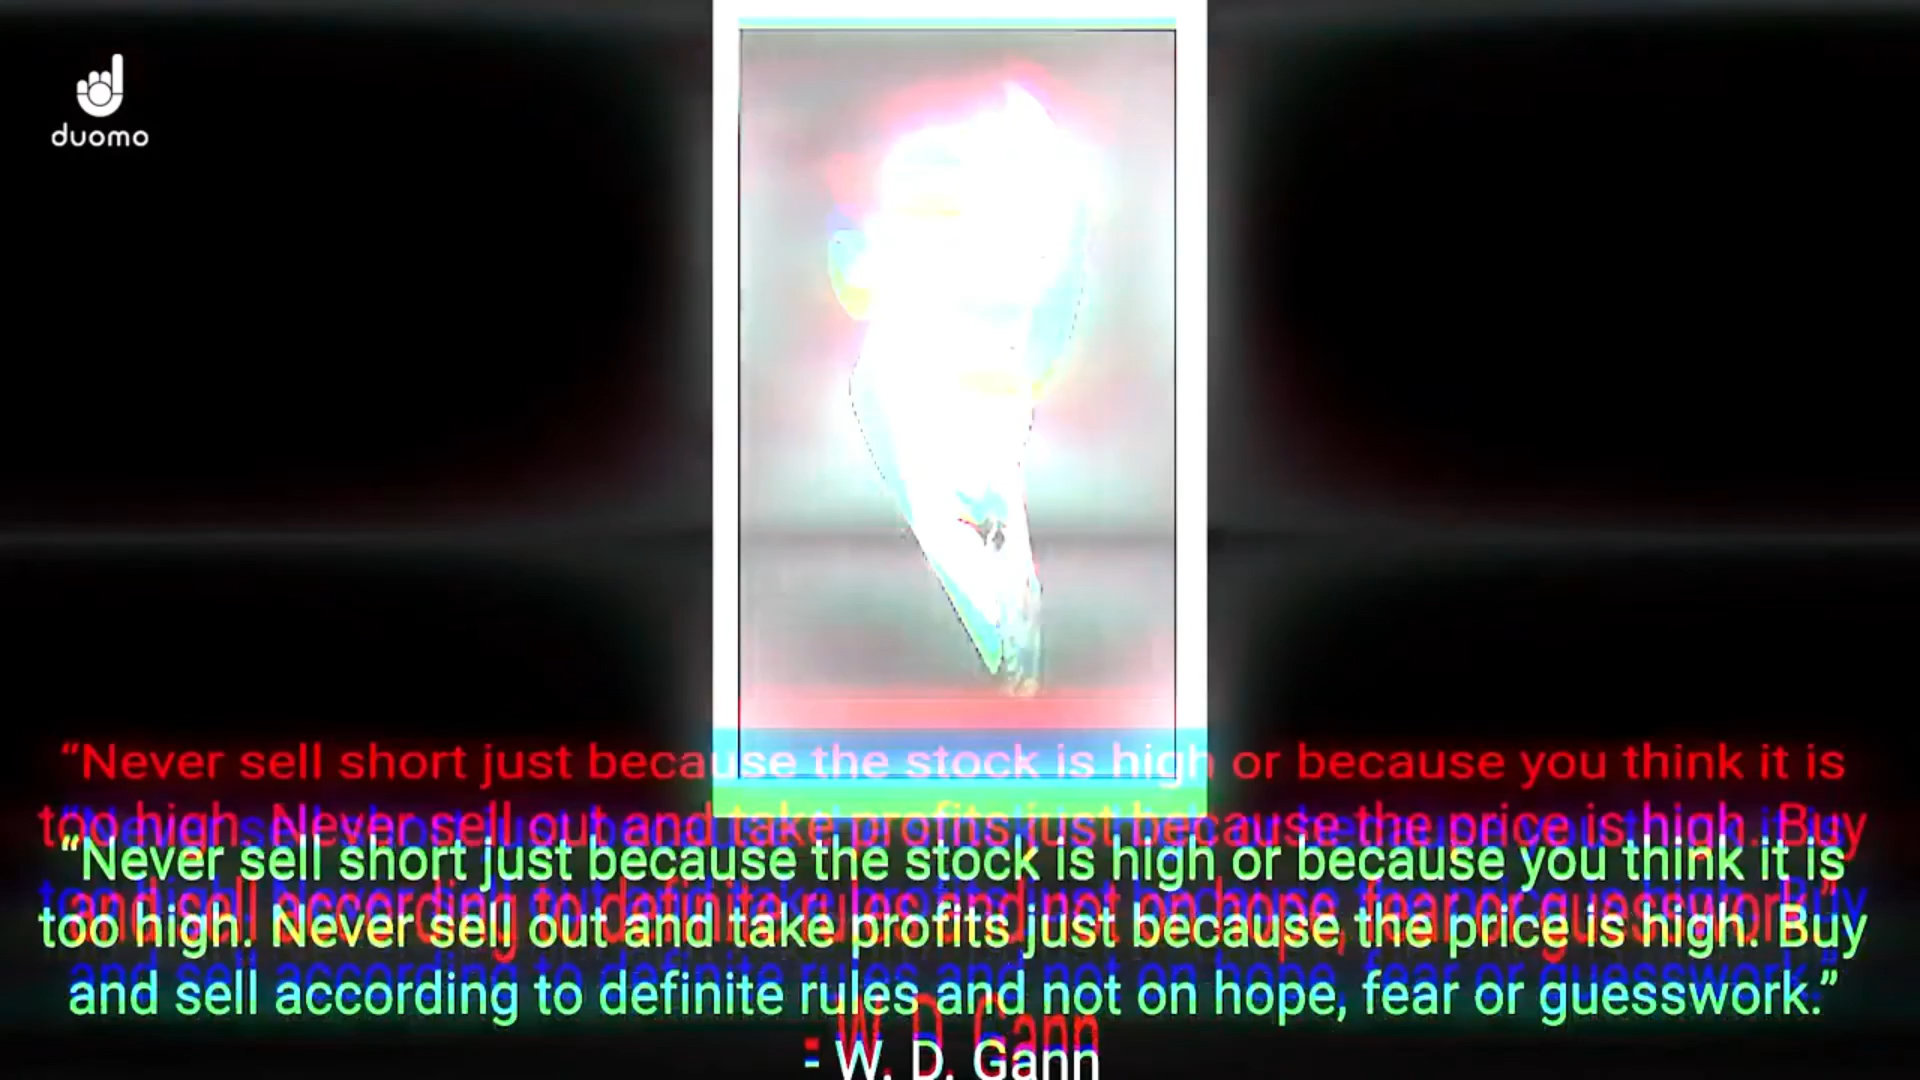 duomo
“Never sell short just because the stock is high or because you think it is
too high. Never sell out and take profits just because the price is high. Buy
and sell according to definite rules and not on hope, fear or guesswork.”
- W. D. Gann